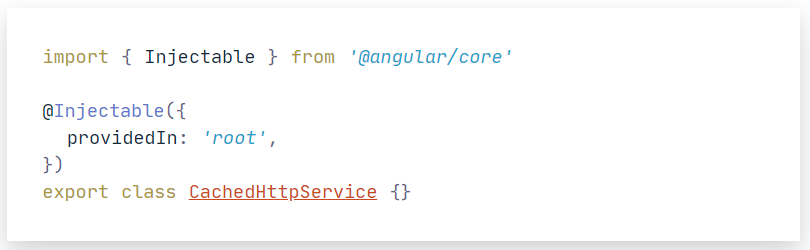 import { Injectable } from '@angular/core'
@Injectable({
  providedIn: 'root',
})
export class CachedHttpService {}